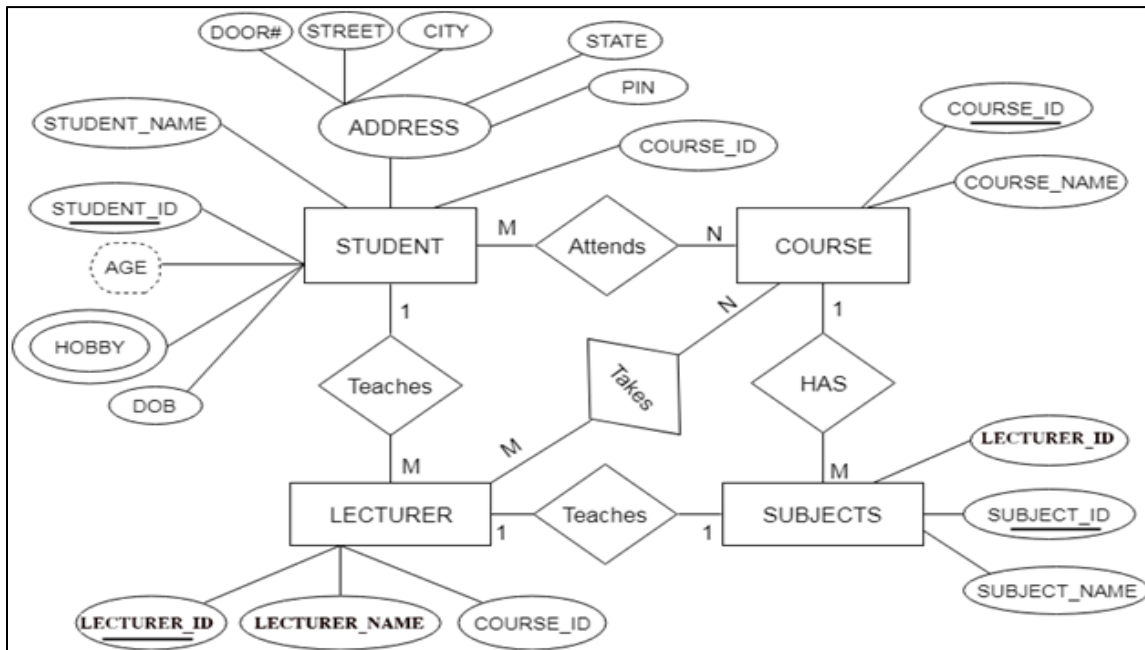 DOOR#
STREET
CITY
STATE
PIN
ADDRESS
STUDENT_NAME
COURSE_ID
COURSE_ID
COURSE_NAME
STUDENT_ID
STUDENT
M
Attends
N
COURSE
AGE
HOBBY
DOB
1
Teaches
M
N
Takes
M
1
HAS
M
LECTURER_ID
LECTURER
1
Teaches
1
SUBJECTS
SUBJECT_ID
SUBJECT_NAME
LECTURER_ID
LECTURER_NAME
COURSE_ID